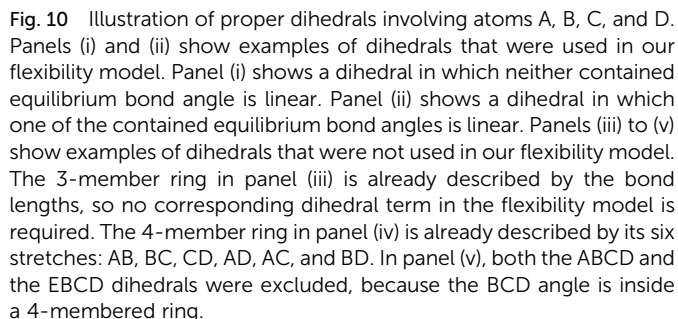 Fig. 10 Illustration of proper dihedrals involving atoms A, B, C, and D.
Panels (i) and (ii) show examples of dihedrals that were used in our
flexibility model. Panel (i) shows a dihedral in which neither contained
equilibrium bond angle is linear. Panel (ii) shows a dihedral in which
one of the contained equilibrium bond angles is linear. Panels (iii) to (v)
show examples of dihedrals that were not used in our flexibility model.
The 3-member ring in panel (iii) is already described by the bond
lengths, so no corresponding dihedral term in the flexibility model is
required. The 4-member ring in panel (iv) is already described by its six
stretches: AB, BC, CD, AD, AC, and BD. In panel (v), both the ABCD and
the EBCD dihedrals were excluded, because the BCD angle is inside
a 4-membered ring.